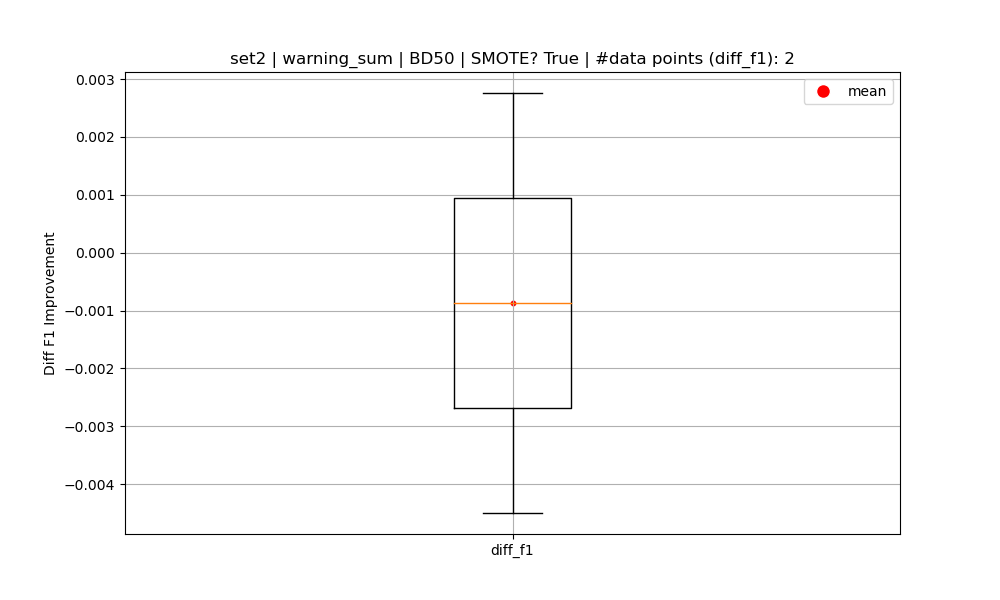 set2 | warning_sum | BD50 | SMOTE? True | #data points (diff_f1): 2
mean
0.003
0.002
0.001
0.000
−0.001
−0.002
−0.003
−0.004
Diff F1 Improvement
diff_f1